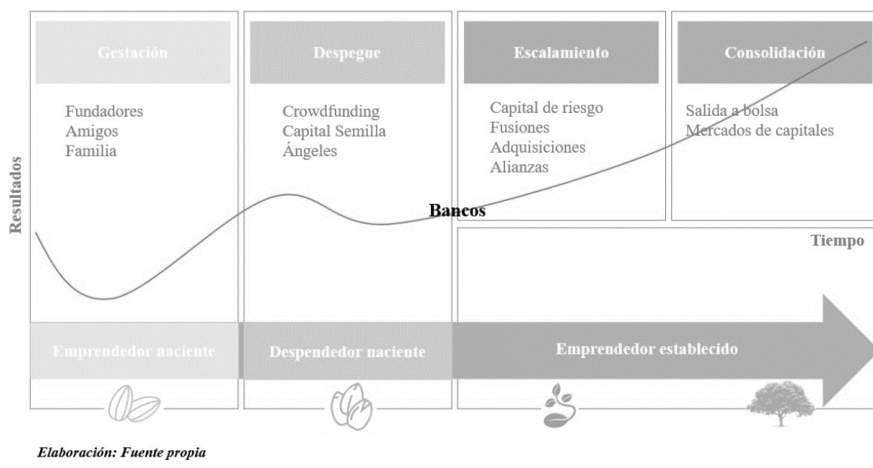 Gestación
Despegue
Escalamiento
Consolidación
Fundadores
Amigos
Familia
Crowdfunding
Capital Semilla
Ángeles
Capital de riesgo
Fusiones
Adquisiciones
Alianzas
Salida a bolsa
Mercados de capitales
Resultados
Bancos
Tiempo
Emprendedor naciente
Despendedor naciente
Emprendedor establecido
Elaboración: Fuente propia